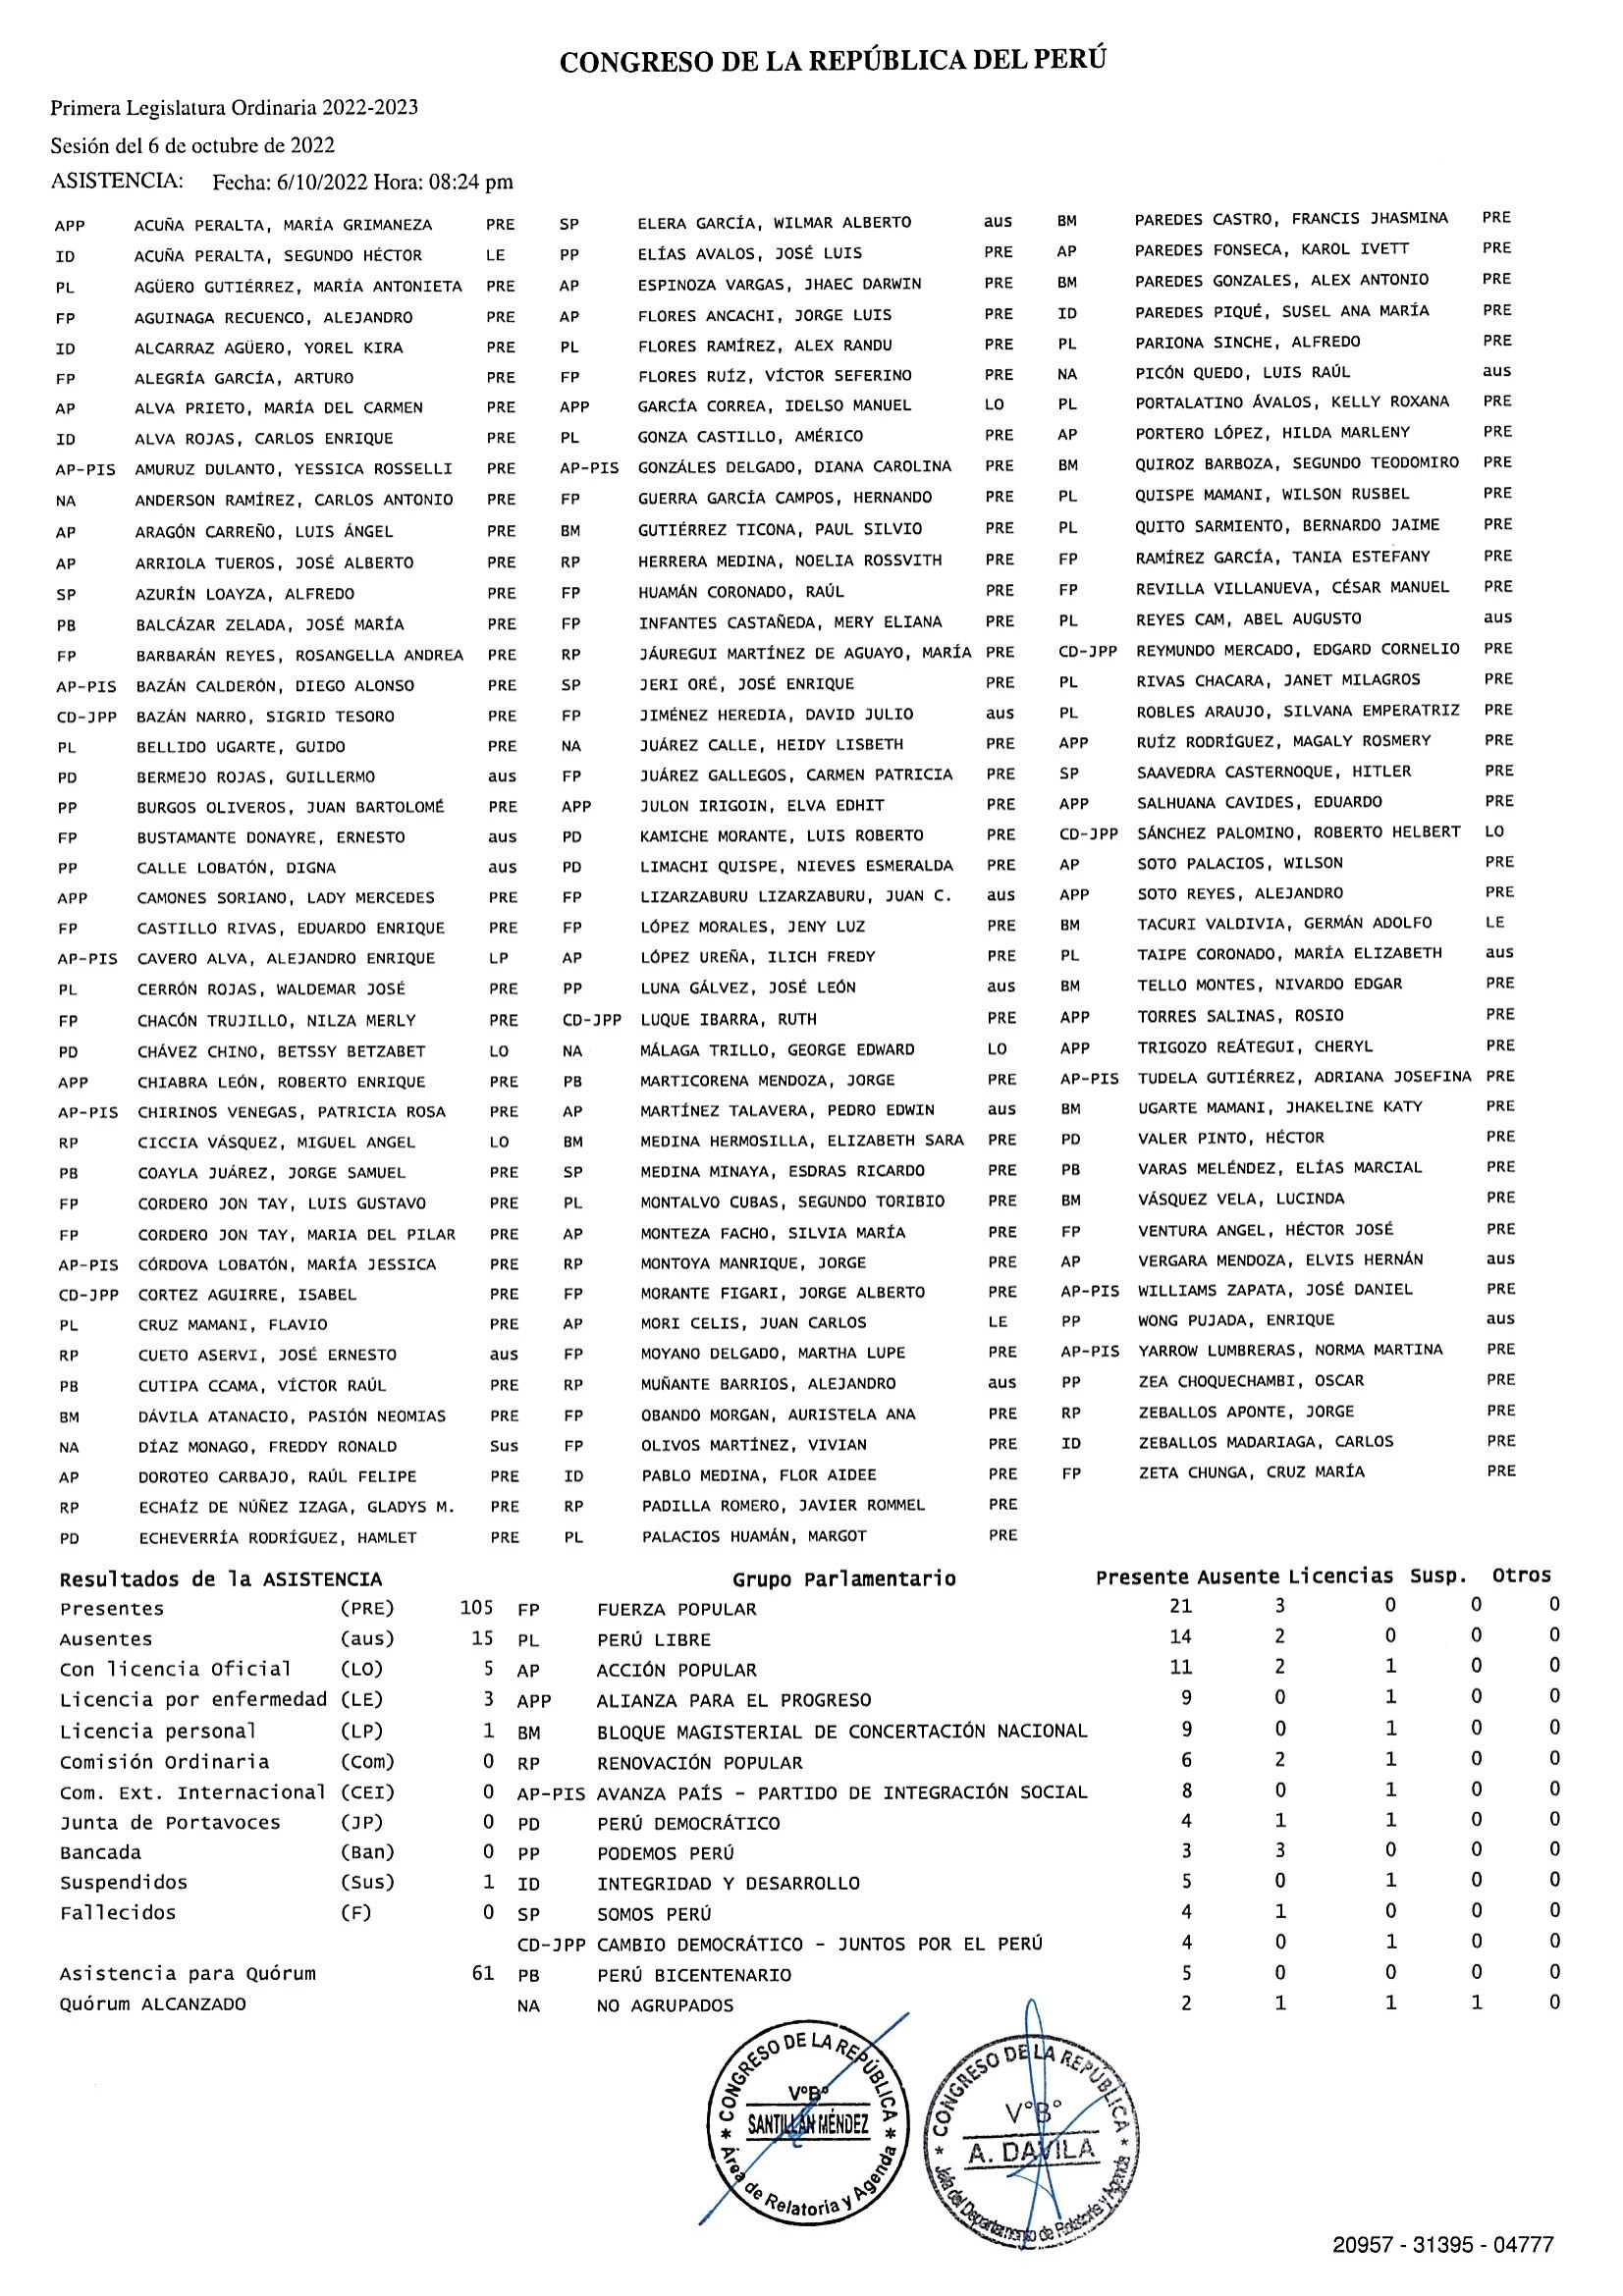 CONGRESO DE LA REPÚBLICA DEL PERÚ
Primera Legislatura Ordinaria 2022-2023
Sesión del 6 de octubre de 2022
ASISTENCIA: Fecha: 6/10/2022 Hora: 08:24 pm
APP ACUÑA PERALTA, MARÍA GRIMANEZA PRE SP ELERA GARCÍA, WILMAR ALBERTO aus BM PAREDES CASTRO, FRANCIS JHASMINA PRE
ID ACUÑA PERALTA, SEGUNDO HÉCTOR LE PP ELÍAS AVALOS, JOSÉ LUIS PRE AP PAREDES FONSECA, KAROL IVETT PRE
PL AGÜERO GUTIÉRREZ, MARÍA ANTONIETA PRE AP ESPINOZA VARGAS, JHAEC DARWIN PRE BM PAREDES GONZALES, ALEX ANTONIO PRE
FP AGUINAGA RECUENCO, ALEJANDRO PRE AP FLORES ANCACHI, JORGE LUIS PRE ID PAREDES PIQUÉ, SUSEL ANA MARÍA PRE
ID ALCARRAZ AGÜERO, YOREL KIRA PRE PL FLORES RAMÍREZ, ALEX RANDU PRE PL PARIONA SINCHE, ALFREDO PRE
FP ALEGRÍA GARCÍA, ARTURO PRE FP FLORES RUÍZ, VÍCTOR SEFERINO PRE NA PICÓN QUEDO, LUIS RAÚL aus
AP ALVA PRIETO, MARÍA DEL CARMEN PRE APP GARCÍA CORREA, IDELSO MANUEL LO PL PORTALATINO ÁVALOS, KELLY ROXANA PRE
ID ALVA ROJAS, CARLOS ENRIQUE PRE PL GONZA CASTILLO, AMÉRICO PRE AP PORTERO LÓPEZ, HILDA MARLENY PRE
AP-PIS AMURUZ DULANTO, YESSICA ROSSELLI PRE AP-PIS GONZÁLES DELGADO, DIANA CAROLINA PRE BM QUIROZ BARBOZA, SEGUNDO TEODOMIRO PRE
NA ANDERSON RAMÍREZ, CARLOS ANTONIO PRE FP GUERRA GARCÍA CAMPOS, HERNANDO PRE PL QUISPE MAMANI, WILSON RUSBEL PRE
AP ARAGÓN CARREÑO, LUIS ÁNGEL PRE BM GUTIÉRREZ TICONA, PAUL SILVIO PRE PL QUITO SARMIENTO, BERNARDO JAIME PRE
AP ARRIOLA TUEROS, JOSÉ ALBERTO PRE RP HERRERA MEDINA, NOELIA ROSSVITH PRE FP RAMÍREZ GARCÍA, TANIA ESTEFANY PRE
SP AZURÍN LOAYZA, ALFREDO PRE FP HUAMÁN CORONADO, RAÚL PRE FP REVILLA VILLANUEVA, CÉSAR MANUEL PRE
PB BALCÁZAR ZELADA, JOSÉ MARÍA PRE FP INFANTES CASTAÑEDA, MERY ELIANA PRE PL REYES CAM, ABEL AUGUSTO aus
FP BARBARÁN REYES, ROSANGELLA ANDREA PRE RP JÁUREGUI MARTÍNEZ DE AGUAYO, MARÍA PRE CD-JPP REYMUNDO MERCADO, EDGARD CORNELIO PRE
AP-PIS BAZÁN CALDERÓN, DIEGO ALONSO PRE SP JERI ORÉ, JOSÉ ENRIQUE PRE PL RIVAS CHACARA, JANET MILAGROS PRE
CD-JPP BAZÁN NARRO, SIGRID TESORO PRE FP JIMÉNEZ HEREDIA, DAVID JULIO aus PL ROBLES ARAUJO, SILVANA EMPERATRIZ PRE
PL BELLIDO UGARTE, GUIDO PRE NA JUÁREZ CALLE, HEIDY LISBETH PRE APP RUÍZ RODRÍGUEZ, MAGALY ROSMERY PRE
PD BERMEJO ROJAS, GUILLERMO aus FP JUÁREZ GALLEGOS, CARMEN PATRICIA PRE SP SAAVEDRA CASTERNOQUE, HITLER PRE
PP BURGOS OLIVEROS, JUAN BARTOLOMÉ PRE APP JULON IRIGOIN, ELVA EDHIT PRE APP SALHUANA CAVIDES, EDUARDO PRE
FP BUSTAMANTE DONAYRE, ERNESTO aus PD KAMICHE MORANTE, LUIS ROBERTO PRE CD-JPP SÁNCHEZ PALOMINO, ROBERTO HELBERT LO
PP CALLE LOBATÓN, DIGNA aus PD LIMACHI QUISPE, NIEVES ESMERALDA PRE AP SOTO PALACIOS, WILSON PRE
APP CAMONES SORIANO, LADY MERCEDES PRE FP LIZARZABURU LIZARZABURU, JUAN C. aus APP SOTO REYES, ALEJANDRO PRE
FP CASTILLO RIVAS, EDUARDO ENRIQUE PRE FP LÓPEZ MORALES, JENY LUZ PRE BM TACURI VALDIVIA, GERMÁN ADOLFO LE
AP-PIS CAVERO ALVA, ALEJANDRO ENRIQUE LP AP LÓPEZ UREÑA, ILICH FREDY PRE PL TAIPE CORONADO, MARÍA ELIZABETH aus
PL CERRÓN ROJAS, WALDEMAR JOSÉ PRE PP LUNA GÁLVEZ, JOSÉ LEÓN aus BM TELLO MONTES, NIVARDO EDGAR PRE
FP CHACÓN TRUJILLO, NILZA MERLY PRE CD-JPP LUQUE IBARRA, RUTH PRE APP TORRES SALINAS, ROSIO PRE
PD CHÁVEZ CHINO, BETSSY BETZABET LO NA MÁLAGA TRILLO, GEORGE EDWARD LO APP TRIGOZO REÁTEGUI, CHERYL PRE
APP CHIABRA LEÓN, ROBERTO ENRIQUE PRE PB MARTICORENA MENDOZA, JORGE PRE AP-PIS TUDELA GUTIÉRREZ, ADRIANA JOSEFINA PRE
AP-PIS CHIRINOS VENEGAS, PATRICIA ROSA PRE AP MARTÍNEZ TALAVERA, PEDRO EDWIN aus BM UGARTE MAMANI, JHAKELINE KATY PRE
RP CICCIA VÁSQUEZ, MIGUEL ANGEL LO BM MEDINA HERMOSILLA, ELIZABETH SARA PRE PD VALER PINTO, HÉCTOR PRE
PB COAYLA JUÁREZ, JORGE SAMUEL PRE SP MEDINA MINAYA, ESDRAS RICARDO PRE PB VARAS MELÉNDEZ, ELÍAS MARCIAL PRE
FP CORDERO JON TAY, LUIS GUSTAVO PRE PL MONTALVO CUBAS, SEGUNDO TORIBIO PRE BM VÁSQUEZ VELA, LUCINDA PRE
FP CORDERO JON TAY, MARIA DEL PILAR PRE AP MONTEZA FACHO, SILVIA MARÍA PRE FP VENTURA ANGEL, HÉCTOR JOSÉ PRE
AP-PIS CÓRDOVA LOBATÓN, MARÍA JESSICA PRE RP MONTOYA MANRIQUE, JORGE PRE AP VERGARA MENDOZA, ELVIS HERNÁN aus
CD-JPP CORTEZ AGUIRRE, ISABEL PRE FP MORANTE FIGARI, JORGE ALBERTO PRE AP-PIS WILLIAMS ZAPATA, JOSÉ DANIEL PRE
PL CRUZ MAMANI, FLAVIO PRE AP MORI CELIS, JUAN CARLOS LE PP WONG PUJADA, ENRIQUE aus
RP CUETO ASERVI, JOSÉ ERNESTO aus FP MOYANO DELGADO, MARTHA LUPE PRE AP-PIS YARROW LUMBRERAS, NORMA MARTINA PRE
PB CUTIPA CCAMA, VÍCTOR RAÚL PRE RP MUÑANTE BARRIOS, ALEJANDRO aus PP ZEA CHOQUECHAMBI, OSCAR PRE
BM DÁVILA ATANACIO, PASIÓN NEOMIAS PRE FP OBANDO MORGAN, AURISTELA ANA PRE RP ZEBALLOS APONTE, JORGE PRE
NA DÍAZ MONAGO, FREDDY RONALD Sus FP OLIVOS MARTÍNEZ, VIVIAN PRE ID ZEBALLOS MADARIAGA, CARLOS PRE
AP DOROTEO CARBAJO, RAÚL FELIPE PRE ID PABLO MEDINA, FLOR AIDEE PRE FP ZETA CHUNGA, CRUZ MARÍA PRE
RP ECHAÍZ DE NÚÑEZ IZAGA, GLADYS M. PRE RP PADILLA ROMERO, JAVIER ROMMEL PRE
PD ECHEVERRÍA RODRÍGUEZ, HAMLET PRE PL PALACIOS HUAMÁN, MARGOT PRE
Resultados de la ASISTENCIA Grupo Parlamentario Presente Ausente Licencias Susp. Otros
Presentes (PRE) 105 FP FUERZA POPULAR 21 3 0 0 0
Ausentes (aus) 15 PL PERÚ LIBRE 14 2 0 0 0
Con licencia Oficial (LO) 5 AP ACCIÓN POPULAR 11 2 1 0 0
Licencia por enfermedad (LE) 3 APP ALIANZA PARA EL PROGRESO 9 0 1 0 0
Licencia personal (LP) 1 BM BLOQUE MAGISTERIAL DE CONCERTACIÓN NACIONAL 9 0 1 0 0
Comisión Ordinaria (Com) 0 RP RENOVACIÓN POPULAR 6 2 1 0 0
Com. Ext. Internacional (CEI) 0 AP-PIS AVANZA PAÍS - PARTIDO DE INTEGRACIÓN SOCIAL 8 0 1 0 0
Junta de Portavoces (JP) 0 PD PERÚ DEMOCRÁTICO 4 1 1 0 0
Bancada (Ban) 0 PP PODEMOS PERÚ 3 3 0 0 0
Suspendidos (Sus) 1 ID INTEGRIDAD Y DESARROLLO 5 0 1 0 0
Fallecidos (F) 0 SP SOMOS PERÚ 4 1 0 0 0
CD-JPP CAMBIO DEMOCRÁTICO - JUNTOS POR EL PERÚ 4 0 1 0 0
Asistencia para Quórum 61 PB PERÚ BICENTENARIO 5 0 0 0 0
Quórum ALCANZADO NA NO AGRUPADOS 2 1 1 1 0
* CONGRESO DE LA REPÚBLICA *
V°B°
SANTILLÁN MÉNDEZ
Área de Relatoria y Agenda
* CONGRESO DE LA REPÚBLICA *
V°B°
A. DAVILA
Jefa del Departamento de Relatoría y Agenda
20957 - 31395 - 04777